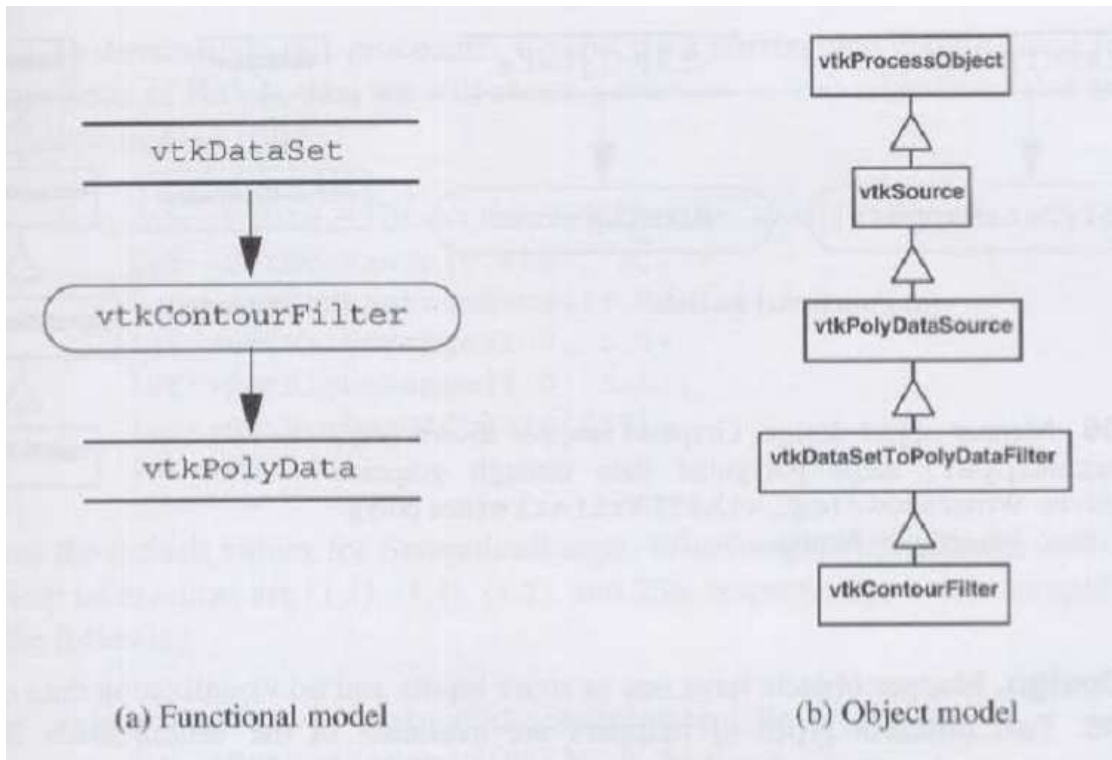 vtkDataSet
vtkContourFilter
vtkPolyData
(a) Functional model
vtkProcessObject
vtkSource
vtkPolyDataSource
vtkDataSetToPolyDataFilter
vtkContourFilter
(b) Object model